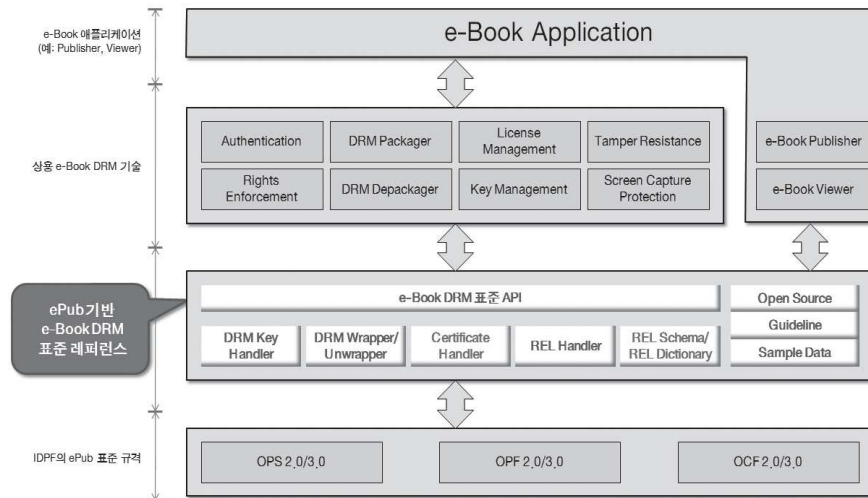 e-Book 애플리케이션
(예: Publisher, Viewer)
e-Book Application
상용 e-Book DRM 기술
Authentication
DRM Packager
License
Management
Tamper Resistance
e-Book Publisher
Rights
Enforcement
DRM Depackager
Key Management
Screen Capture
Protection
e-Book Viewer
ePub 기반
e-Book DRM
표준 레퍼런스
e-Book DRM 표준 API
Open Source
Guideline
Sample Data
DRM Key
Handler
DRM Wrapper/
Unwrapper
Certificate
Handler
REL Handler
REL Schema/
REL Dictionary
IDPF의 ePub 표준 규격
OPS 2.0/3.0
OPF 2.0/3.0
OCF 2.0/3.0